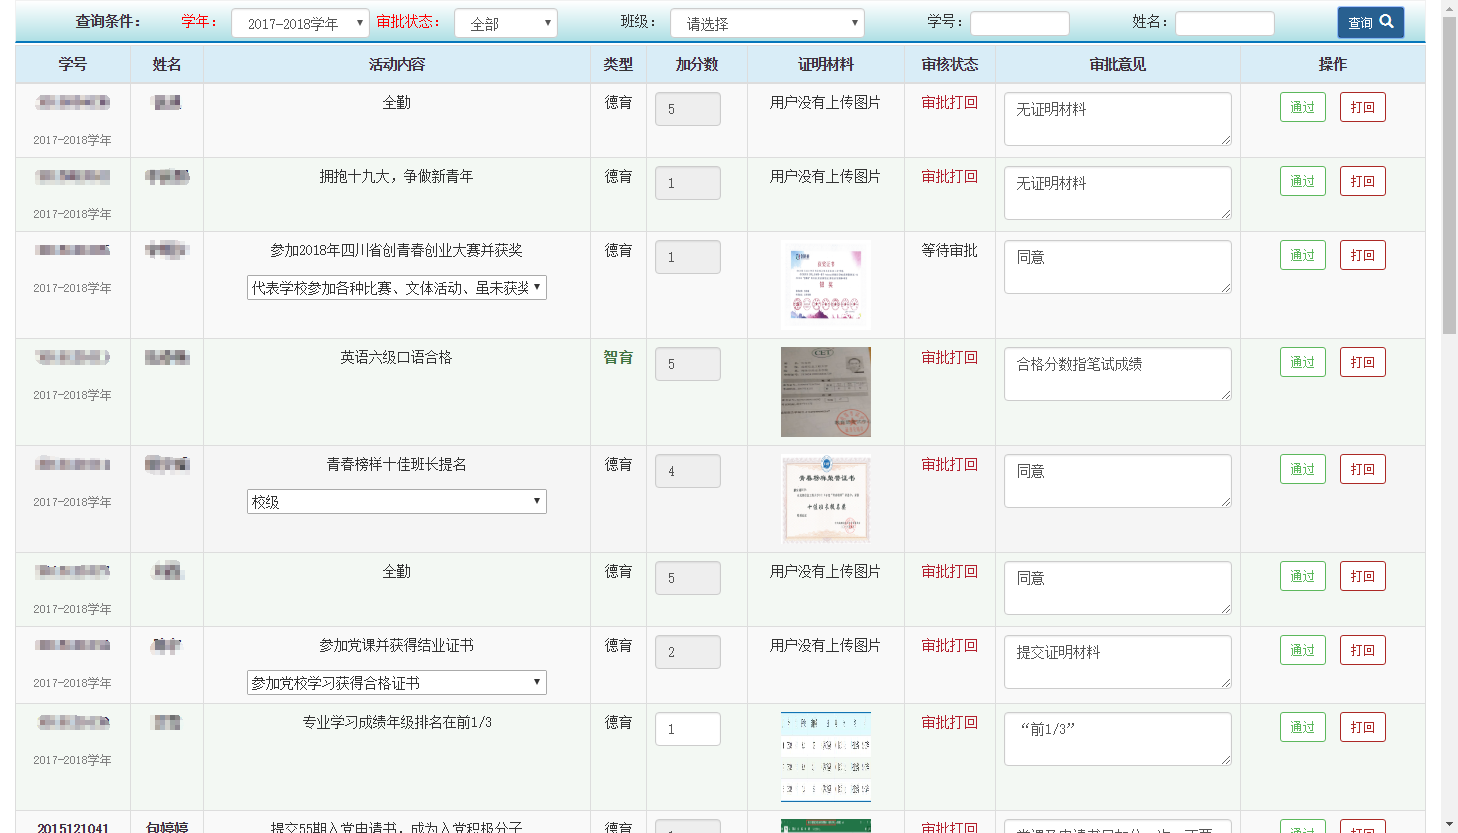 查询条件： 学年： 2017-2018学年 审批状态： 全部 班级： 请选择 学号： 姓名： 查询
学号 姓名 活动内容 类型 加分数 证明材料 审核状态 审批意见 操作
全勤 德育 5 用户没有上传图片 审批打回 无证明材料 通过 打回
2017-2018学年
拥抱十九大，争做新青年 德育 1 用户没有上传图片 审批打回 无证明材料 通过 打回
2017-2018学年
参加2018年四川省创青春创业大赛并获奖 德育 1 等待审批 同意 通过 打回
2017-2018学年 代表学校参加各种比赛、文体活动、虽未获奖
英语六级口语合格 智育 5 审批打回 合格分数指笔试成绩 通过 打回
2017-2018学年
青春榜样十佳班长提名 德育 4 审批打回 同意 通过 打回
2017-2018学年 校级
全勤 德育 5 用户没有上传图片 审批打回 同意 通过 打回
2017-2018学年
参加党课并获得结业证书 德育 2 用户没有上传图片 审批打回 提交证明材料 通过 打回
2017-2018学年 参加党校学习获得合格证书
专业学习成绩年级排名在前1/3 德育 1 审批打回 “前1/3” 通过 打回
2017-2018学年
2015121041 包婷婷 提交55期入党申请书，成为入党积极分子 德育 1 审批打回 通过 打回